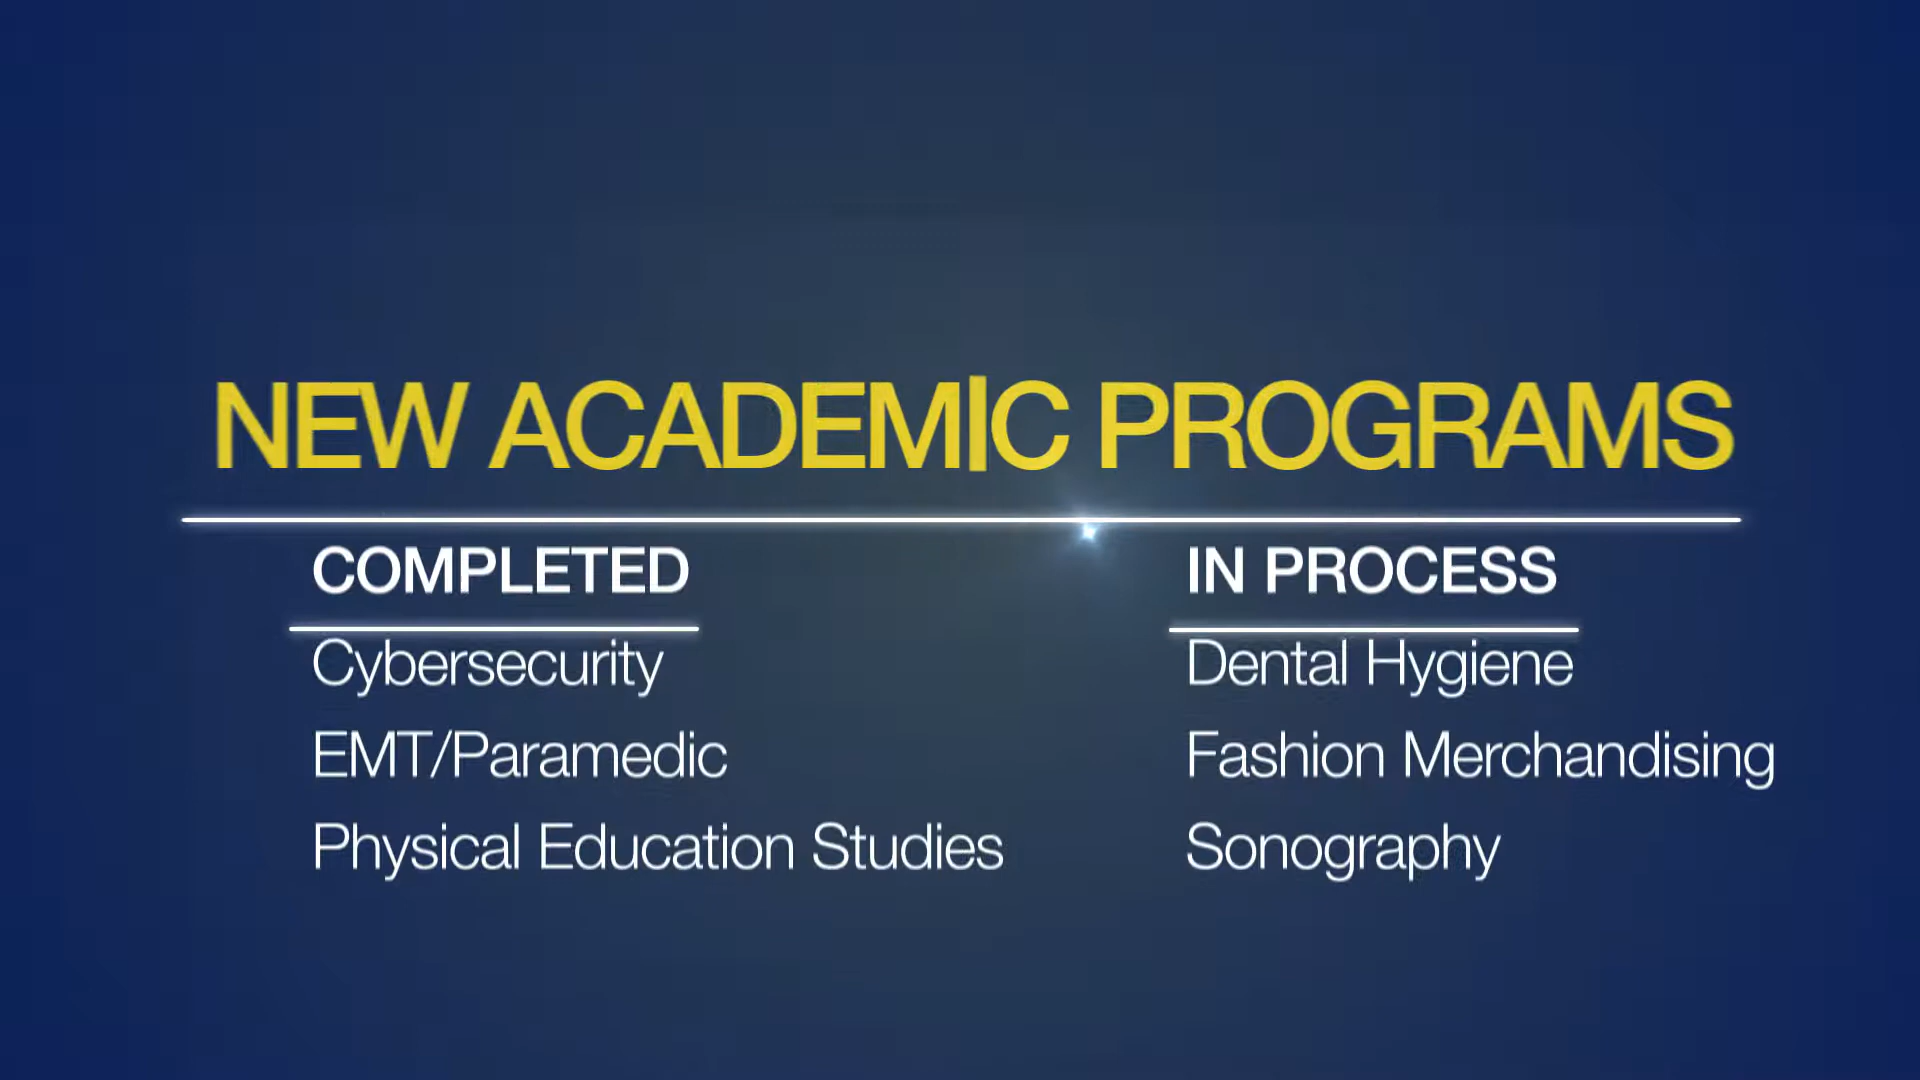 NEW ACADEMIC PROGRAMS
COMPLETED
Cybersecurity
EMT/Paramedic
Physical Education Studies
IN PROCESS
Dental Hygiene
Fashion Merchandising
Sonography